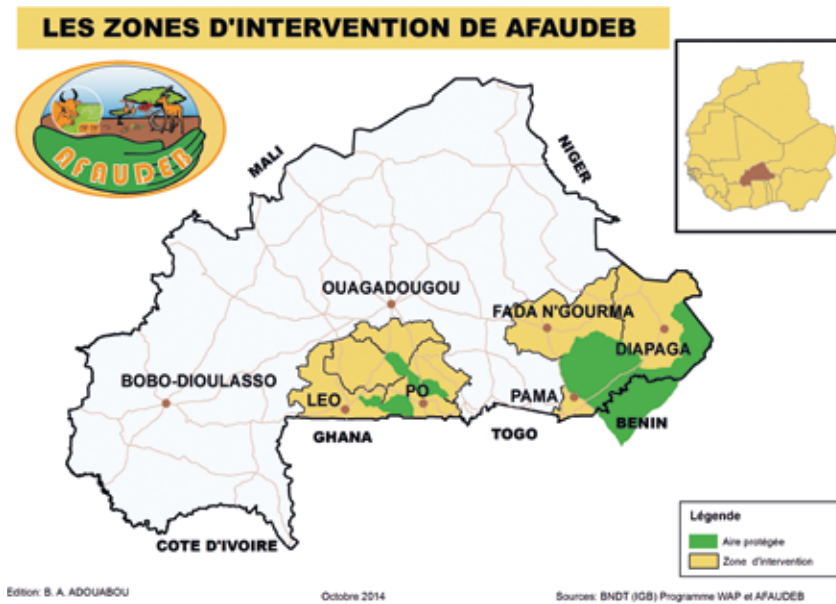 LES ZONES D'INTERVENTION DE AFAUDEB
AFAUDEB
MALI
NIGER
OUAGADOUGOU
FADA N'GOURMA
DIAPAGA
BOBO-DIOULASSO
LEO
PO
PAMA
GHANA
TOGO
BENIN
COTE D'IVOIRE
Légende
Aire protégée
Zone d'intervention
Edition: B. A. ADOUABOU
Octobre 2014
Sources: BNDT (IGB) Programme WAP et AFAUDEB